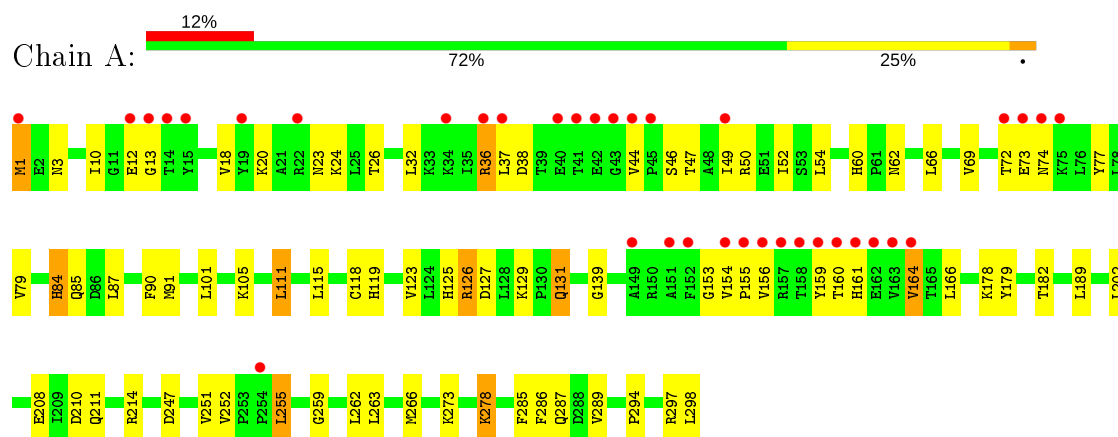 12%
Chain A:
72% 25% •
M1 E2 N3 I10 G11 E12 G13 T14 Y15 V18 Y19 K20 A21 R22 N23 K24 L25 T26 L32 K33 K34 I35 R36 L37 D38 T39 E40 T41 E42 G43 V44 P45 S46 T47 A48 I49 R50 E51 I52 S53 L54 H60 P61 N62 L66 V69 T72 E73 N74 K75 L76 Y77
V79 H84 Q85 D86 L87 F90 M91 L101 K105 L111 L115 C118 H119 V123 L124 H125 R126 D127 L128 K129 P130 Q131 G139 A149 R150 A151 F152 G153 V154 P155 V156 R157 T158 Y159 T160 H161 E162 V163 V164 T165 L166 K178 Y179 T182 L189
E208 I209 D210 Q211 R214 D247 V251 V252 P253 P254 L255 G259 L262 L263 M266 K273 K278 F285 F286 Q287 D288 V289 P294 R297 L298